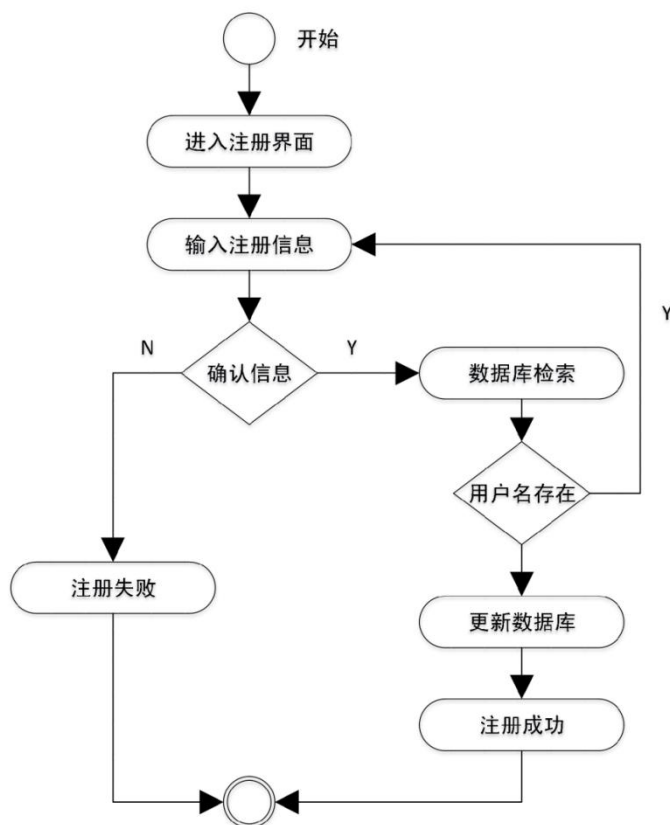 开始
进入注册界面
输入注册信息
Y
N
Y
确认信息
数据库检索
用户名存在
注册失败
更新数据库
注册成功